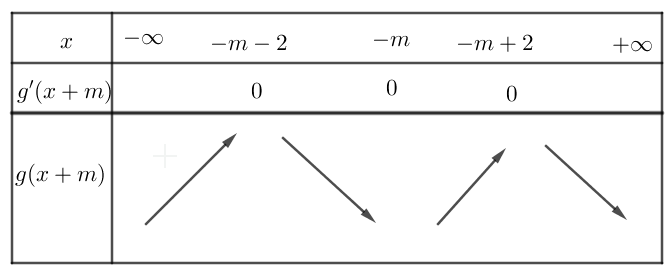 x −∞ −m − 2 −m −m + 2 +∞
g′(x + m) 0 0 0
g(x + m)